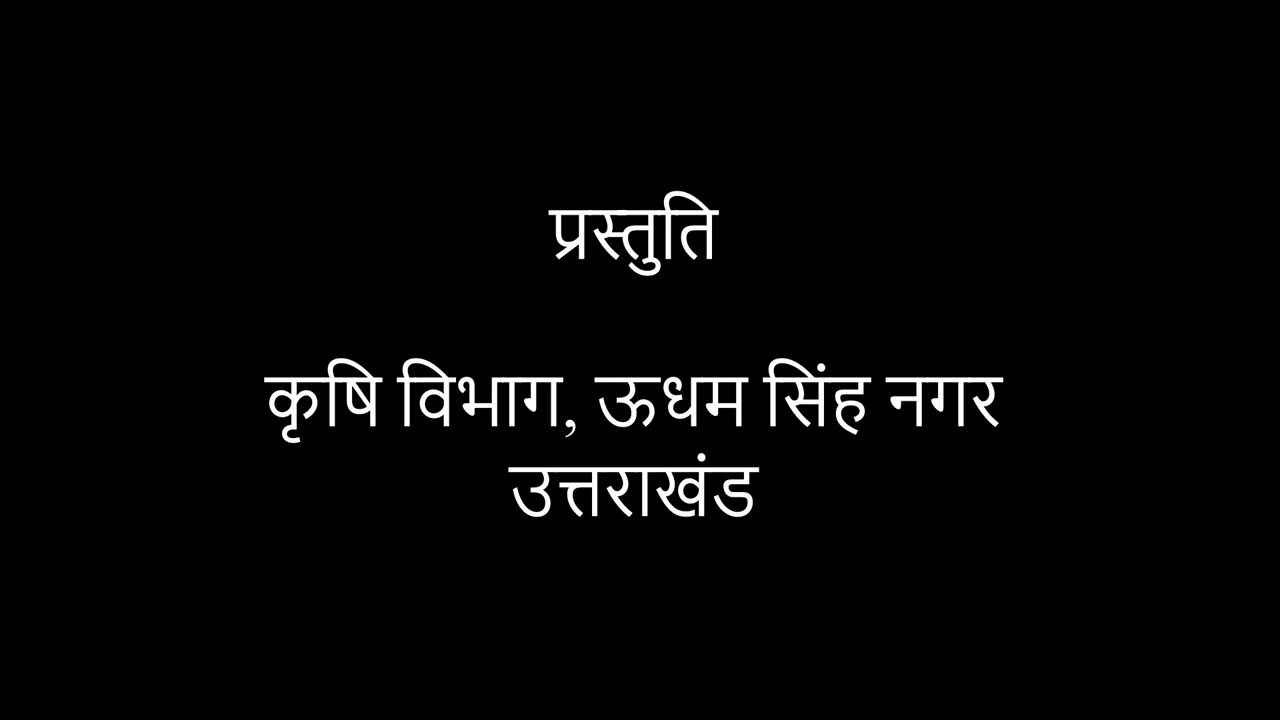 प्रस्तुति
कृषि विभाग, ऊधम सिंह नगर
उत्तराखंड